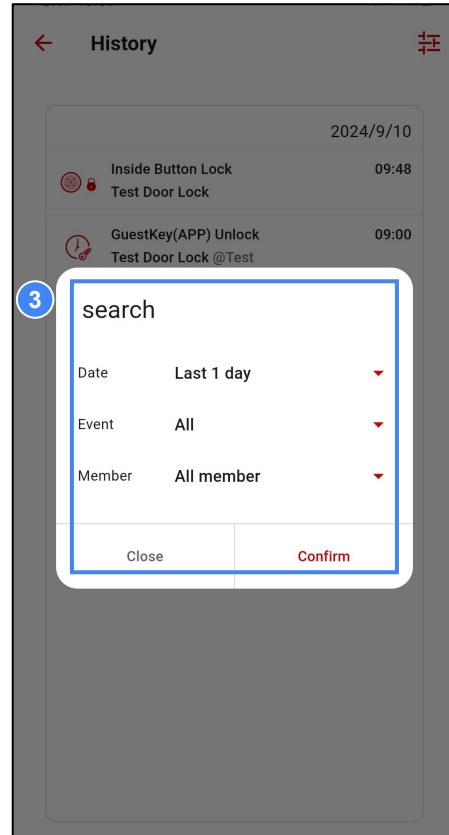 History
2024/9/10
Inside Button Lock 09:48
Test Door Lock
GuestKey(APP) Unlock 09:00
Test Door Lock @Test
3
search
Date Last 1 day
Event All
Member All member
Close Confirm